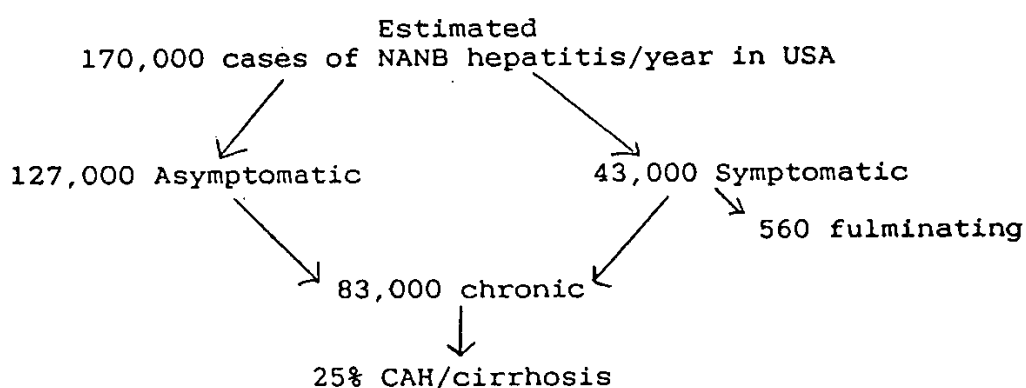 Estimated
170,000 cases of NANB hepatitis/year in USA
127,000 Asymptomatic
43,000 Symptomatic
560 fulminating
83,000 chronic
25% CAH/cirrhosis